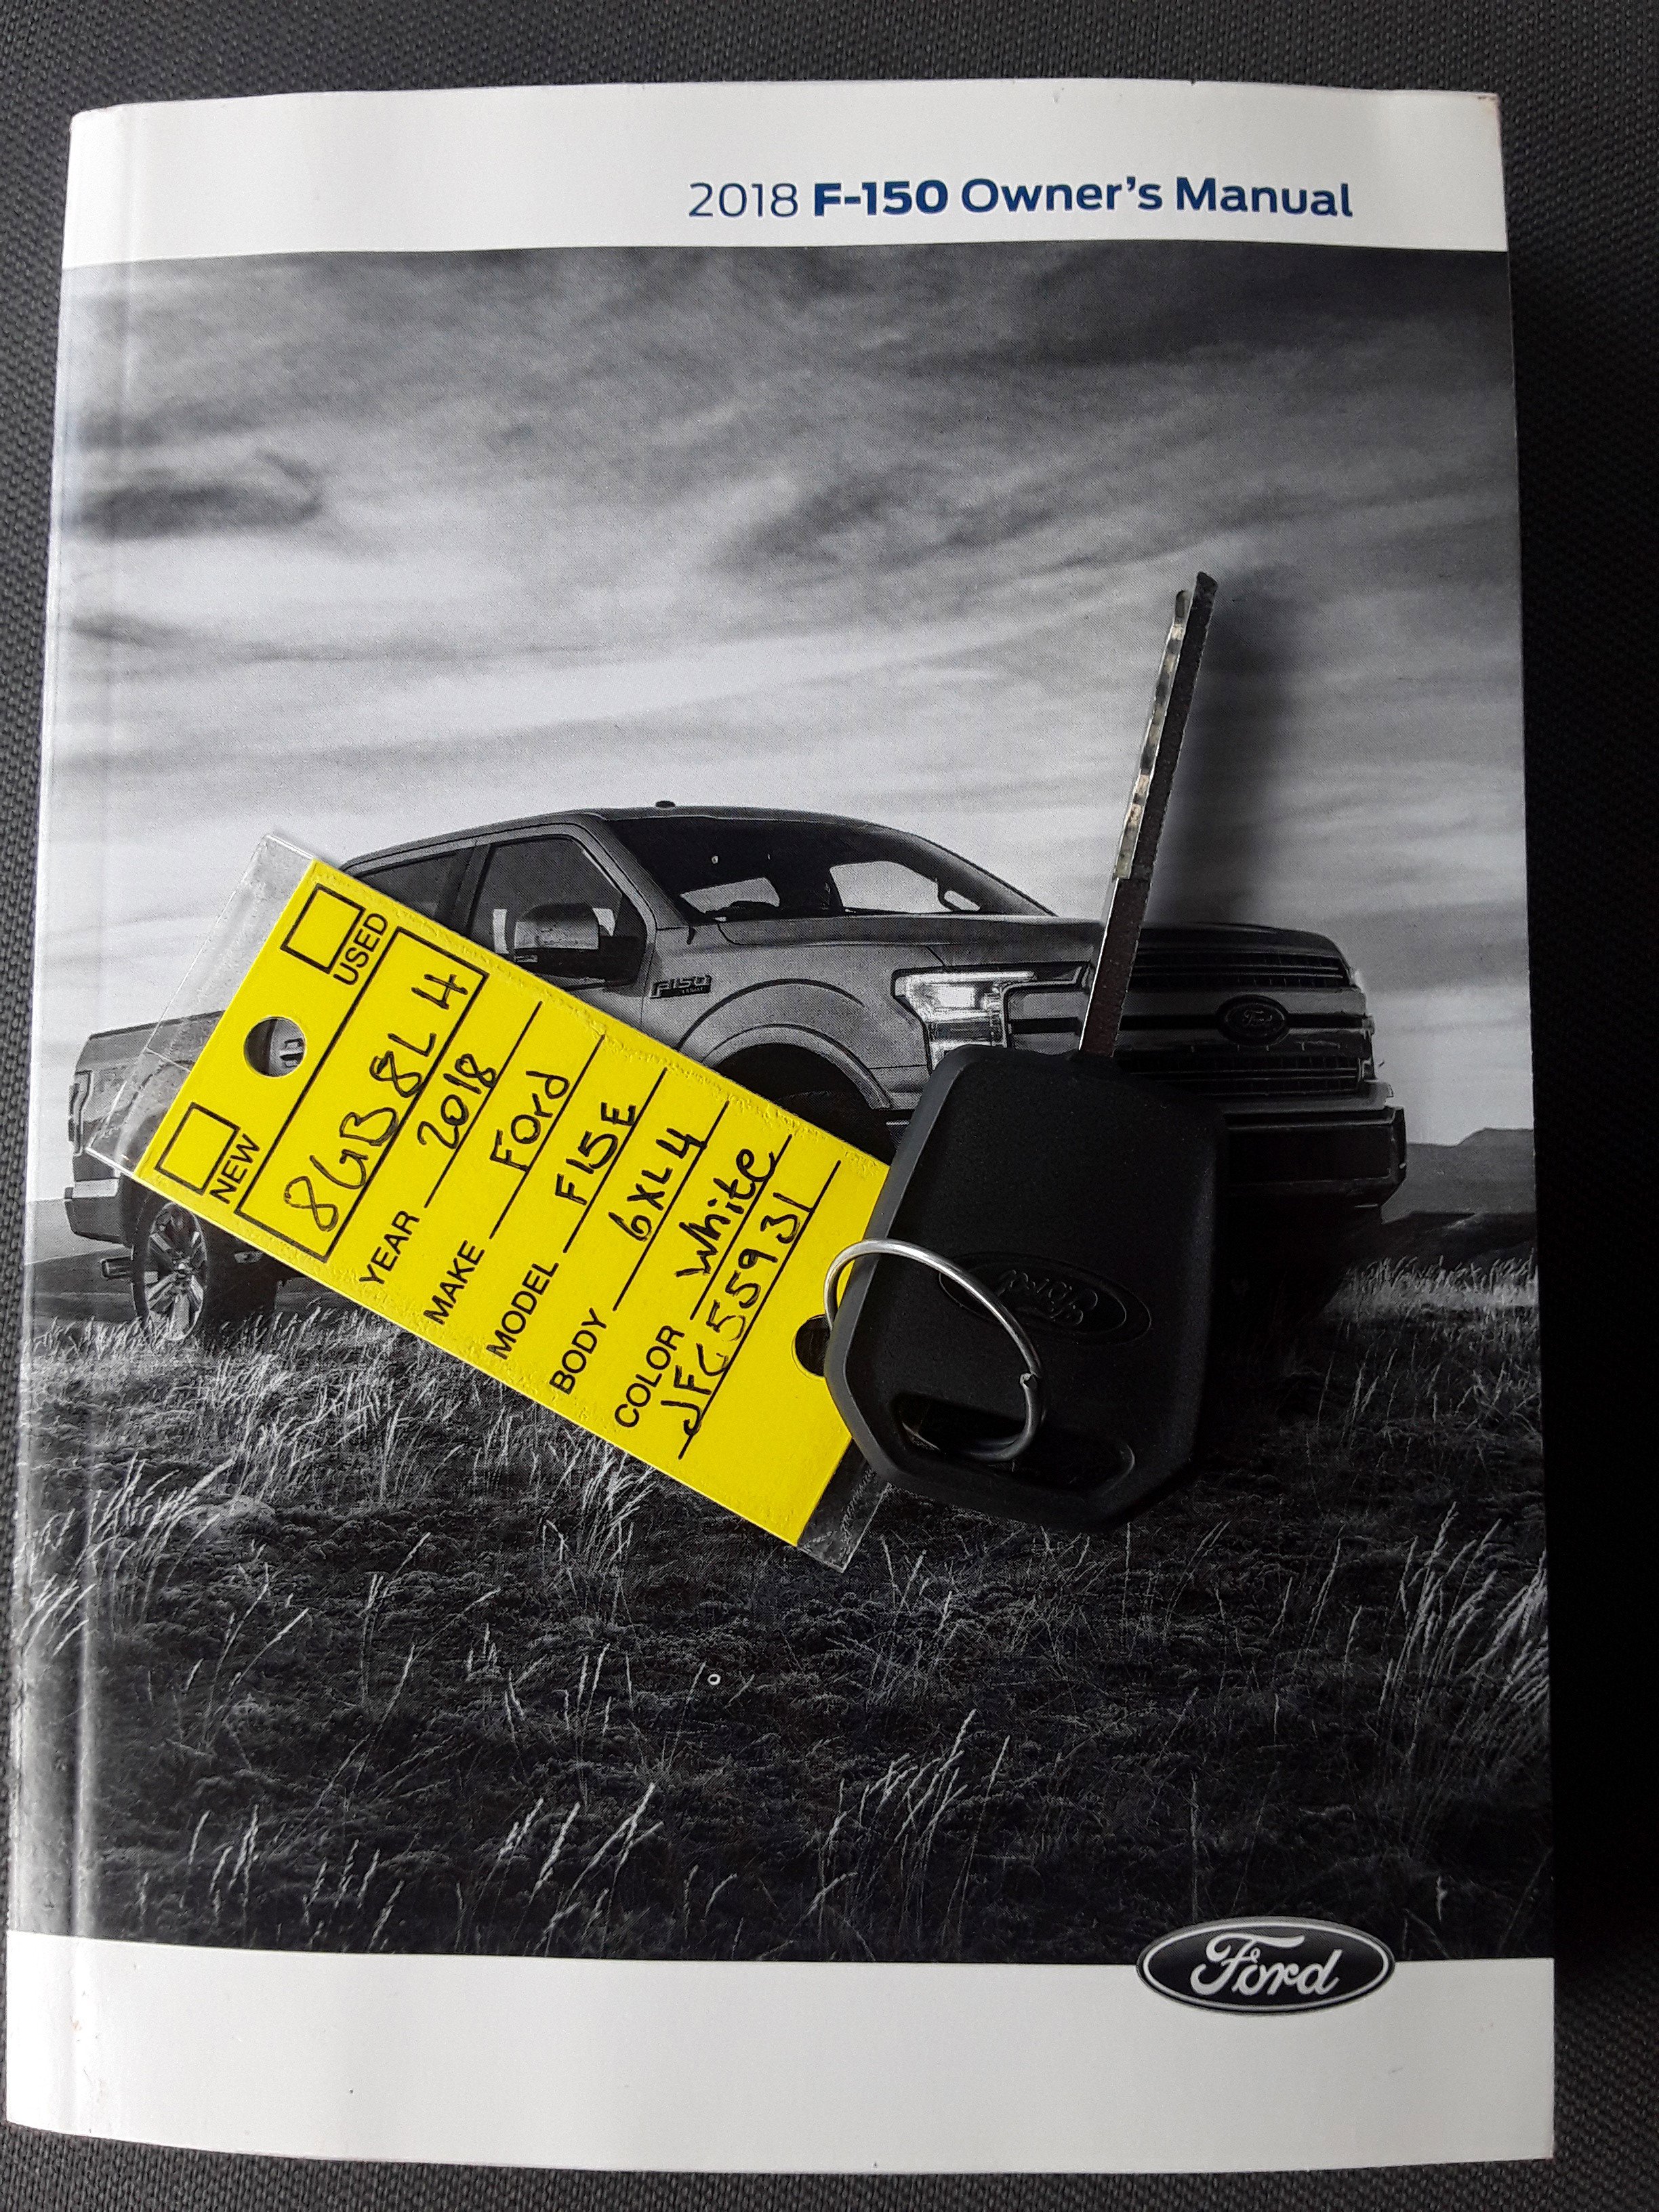 2018 F-150 Owner's Manual
F150
Ford
USED
NEW
8GB8L4
YEAR 2018
MAKE Ford
MODEL F15E
BODY 6XL4
COLOR White
JFC55931
Ford
Ford